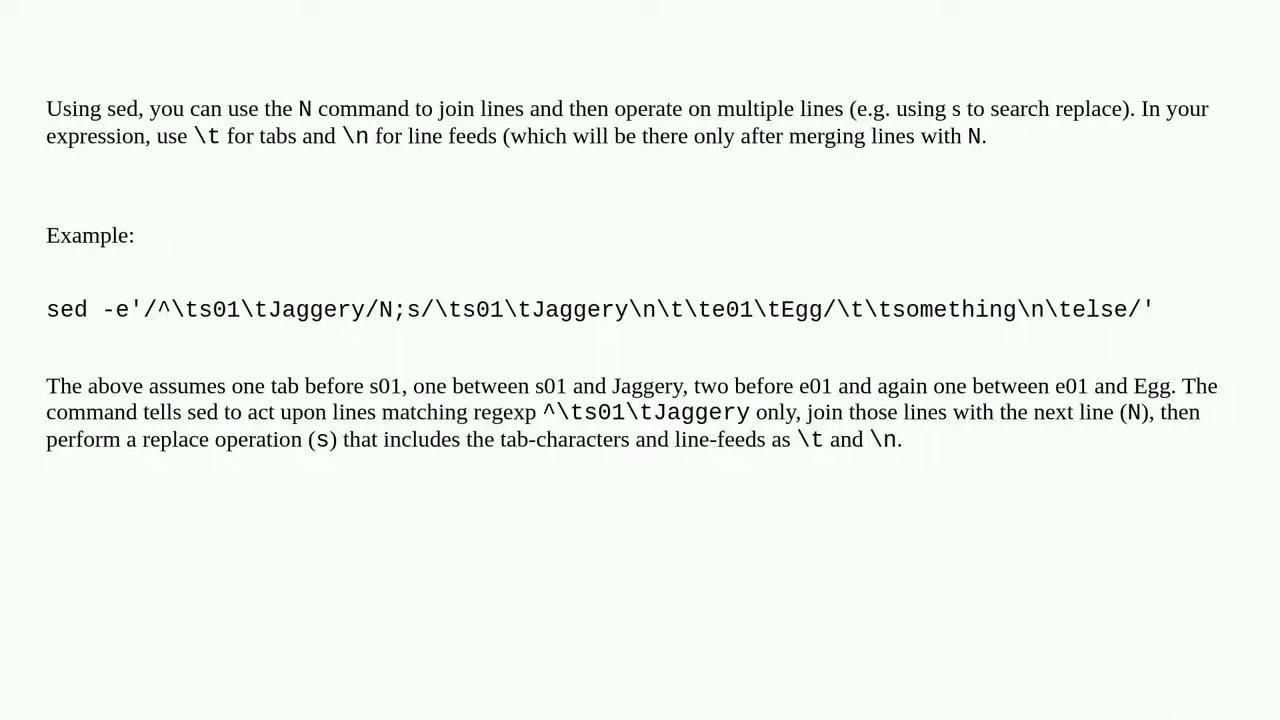 Using sed, you can use the N command to join lines and then operate on multiple lines (e.g. using s to search replace). In your
expression, use \t for tabs and \n for line feeds (which will be there only after merging lines with N.
Example:
sed -e'/^\ts01\tJaggery/N;s/\ts01\tJaggery\n\t\te01\tEgg/\t\tsomething\n\telse/'
The above assumes one tab before s01, one between s01 and Jaggery, two before e01 and again one between e01 and Egg. The
command tells sed to act upon lines matching regexp ^\ts01\tJaggery only, join those lines with the next line (N), then
perform a replace operation (s) that includes the tab-characters and line-feeds as \t and \n.